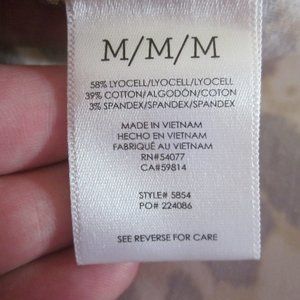 M/M/M
58% LYOCELL/LYOCELL/LYOCELL
39% COTTON/ALGODÓN/COTON
3% SPANDEX/SPANDEX/SPANDEX
MADE IN VIETNAM
HECHO EN VIETNAM
FABRIQUÉ AU VIETNAM
RN#54077
CA#59814
STYLE# 5854
PO# 224086
SEE REVERSE FOR CARE